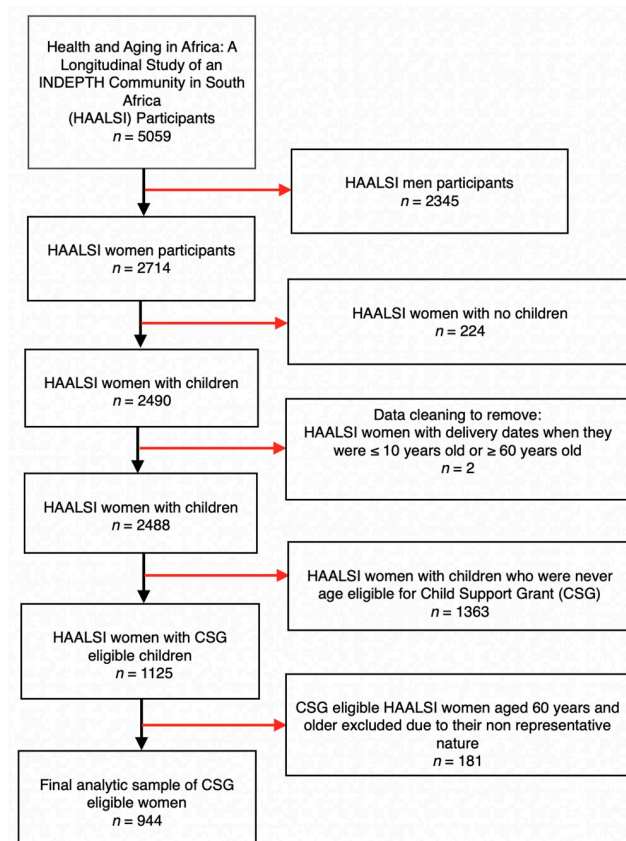 Health and Aging in Africa: A
Longitudinal Study of an
INDEPTH Community in South
Africa
(HAALSI) Participants
n = 5059
HAALSI men participants
n = 2345
HAALSI women participants
n = 2714
HAALSI women with no children
n = 224
HAALSI women with children
n = 2490
Data cleaning to remove:
HAALSI women with delivery dates when they
were ≤ 10 years old or ≥ 60 years old
n = 2
HAALSI women with children
n = 2488
HAALSI women with children who were never
age eligible for Child Support Grant (CSG)
n = 1363
HAALSI women with CSG
eligible children
n = 1125
CSG eligible HAALSI women aged 60 years and
older excluded due to their non representative
nature
n = 181
Final analytic sample of CSG
eligible women
n = 944